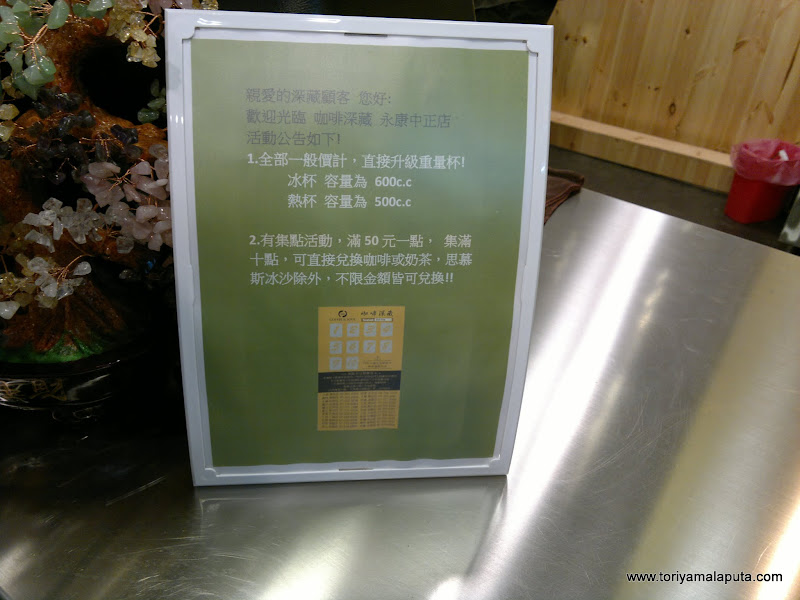 親愛的深藏顧客 您好:
歡迎光臨 咖啡深藏 永康中正店
活動公告如下!
1.全部一般價計，直接升級重量杯!
冰杯 容量為 600c.c
熱杯 容量為 500c.c
2.有集點活動，滿 50 元一點， 集滿
十點，可直接兌換咖啡或奶茶，思慕
斯冰沙除外，不限金額皆可兌換!!
咖啡深藏
www.toriyamalaputa.com